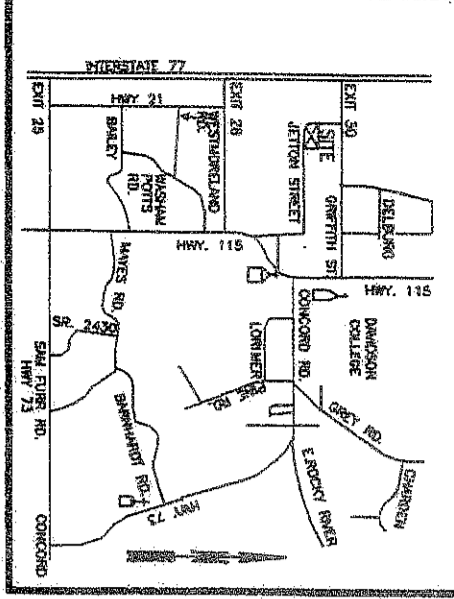 INTERSTATE 77
EXIT 25
HWY 21
EXIT 28
EXIT 30
BAILEY
WESTMORELAND
RD.
WASHAM
POTTS
RD.
SITE
JETTON STREET
GRIFFITH ST
DELBURG
HWY. 115
HWY. 115
MAYES RD.
SR. 2430
SAM FURR RD.
HWY 73
CONCORD RD.
LORIMER
RD.
DAVIDSON
COLLEGE
GREY RD.
BARNHARDT RD.
HWY 73
E.ROCKY RIVER
CONCORD